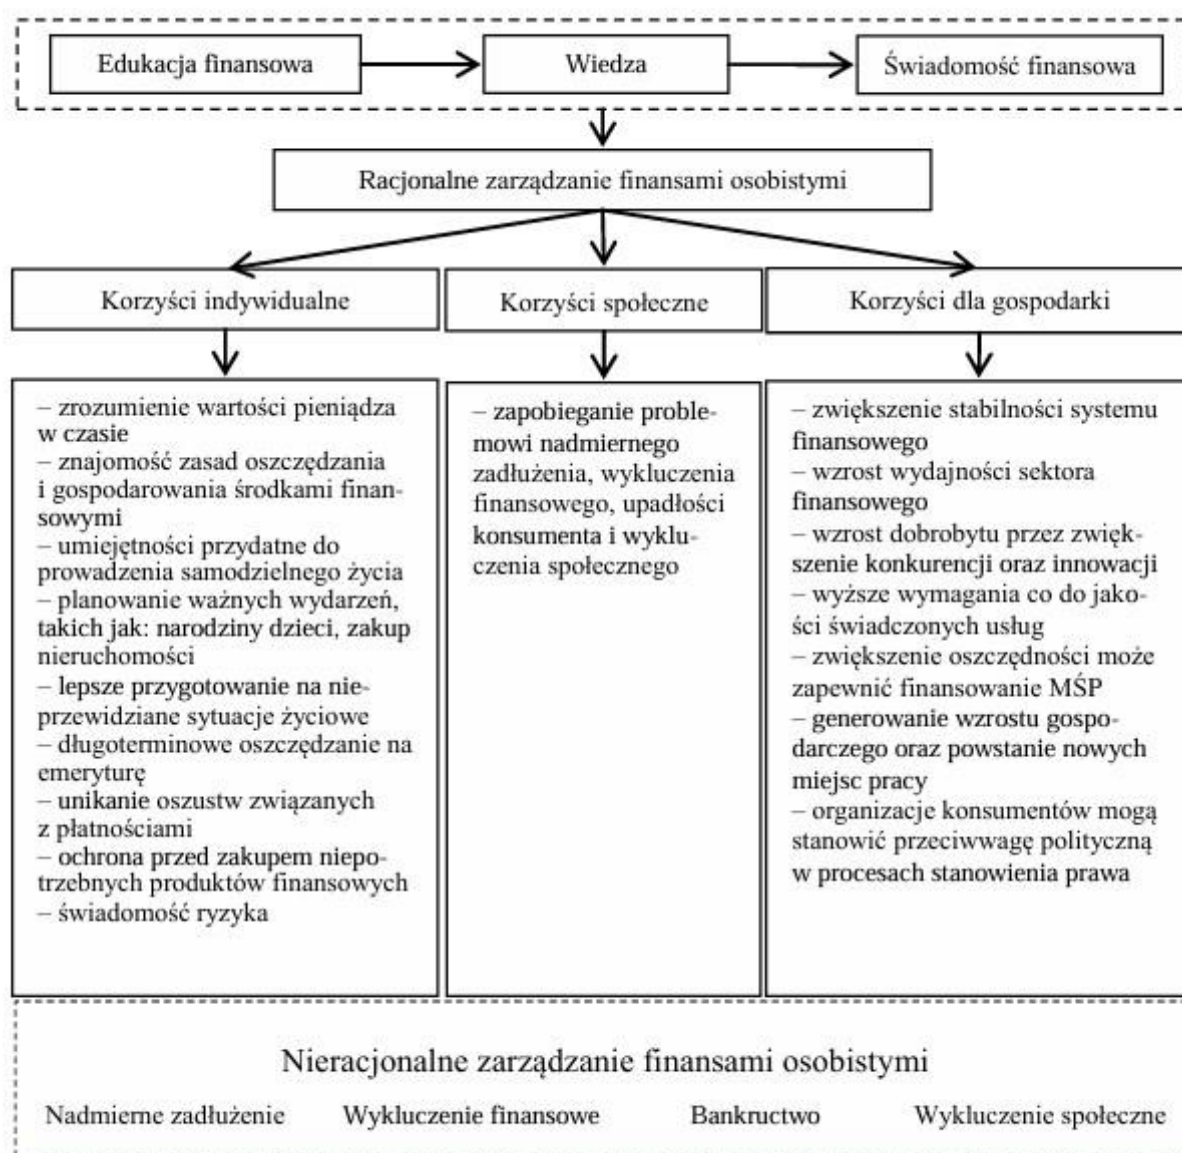 Edukacja finansowa
Wiedza
Świadomość finansowa
Racjonalne zarządzanie finansami osobistymi
Korzyści indywidualne
Korzyści społeczne
Korzyści dla gospodarki
– zrozumienie wartości pieniądza
w czasie
– znajomość zasad oszczędzania
i gospodarowania środkami finan-
sowymi
– umiejętności przydatne do
prowadzenia samodzielnego życia
– planowanie ważnych wydarzeń,
takich jak: narodziny dzieci, zakup
nieruchomości
– lepsze przygotowanie na nie-
przewidziane sytuacje życiowe
– długoterminowe oszczędzanie na
emeryturę
– unikanie oszustw związanych
z płatnościami
– ochrona przed zakupem niepo-
trzebnych produktów finansowych
– świadomość ryzyka
– zapobieganie proble-
mowi nadmiernego
zadłużenia, wykluczenia
finansowego, upadłości
konsumenta i wyklu-
czenia społecznego
– zwiększenie stabilności systemu
finansowego
– wzrost wydajności sektora
finansowego
– wzrost dobrobytu przez zwięk-
szenie konkurencji oraz innowacji
– wyższe wymagania co do jako-
ści świadczonych usług
– zwiększenie oszczędności może
zapewnić finansowanie MŚP
– generowanie wzrostu gospo-
darczego oraz powstanie nowych
miejsc pracy
– organizacje konsumentów mogą
stanowić przeciwwagę polityczną
w procesach stanowienia prawa
Nieracjonalne zarządzanie finansami osobistymi
Nadmierne zadłużenie
Wykluczenie finansowe
Bankructwo
Wykluczenie społeczne